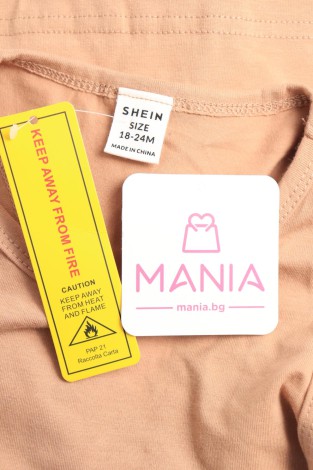 SHEIN
SIZE
18-24M
MADE IN CHINA
KEEP AWAY FROM FIRE
CAUTION
KEEP AWAY
FROM HEAT
AND FLAME
PAP 21
Raccolta Carta
MANIA
mania.bg